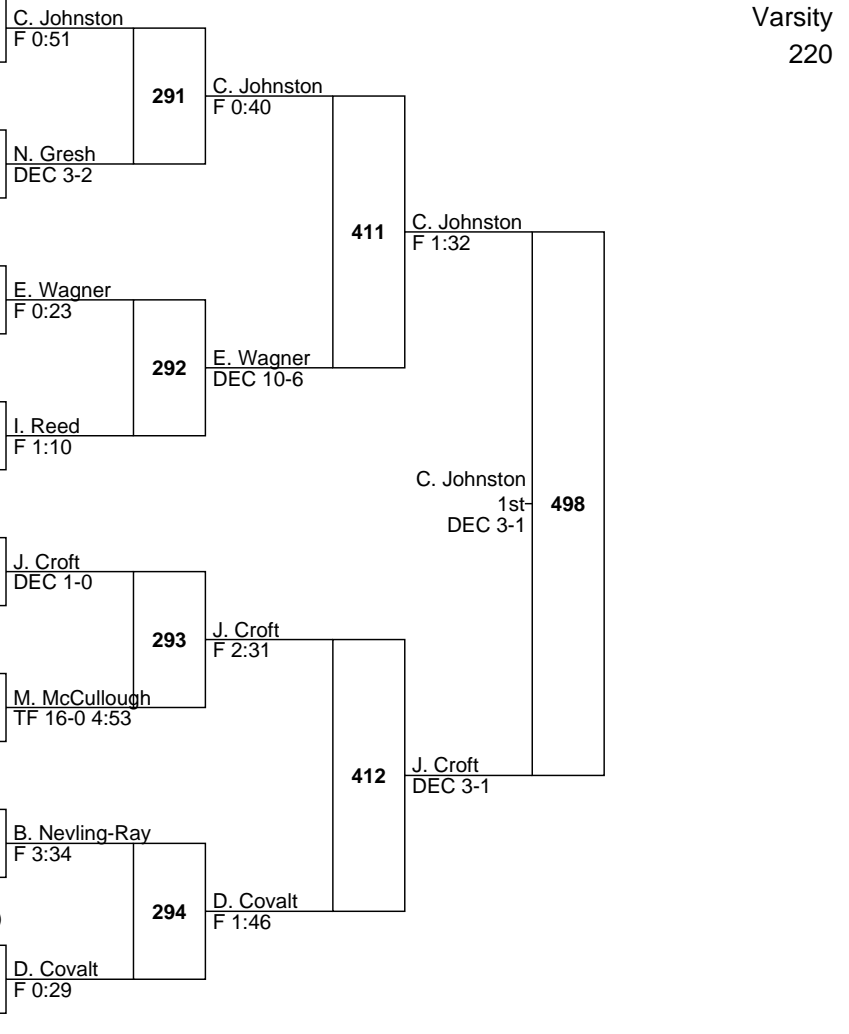 Varsity
220
C. Johnston
F 0:51
291
C. Johnston
F 0:40
N. Gresh
DEC 3-2
411
C. Johnston
F 1:32
E. Wagner
F 0:23
292
E. Wagner
DEC 10-6
I. Reed
F 1:10
C. Johnston
1st
DEC 3-1
498
J. Croft
DEC 1-0
293
J. Croft
F 2:31
M. McCullough
TF 16-0 4:53
412
J. Croft
DEC 3-1
B. Nevling-Ray
F 3:34
294
D. Covalt
F 1:46
D. Covalt
F 0:29